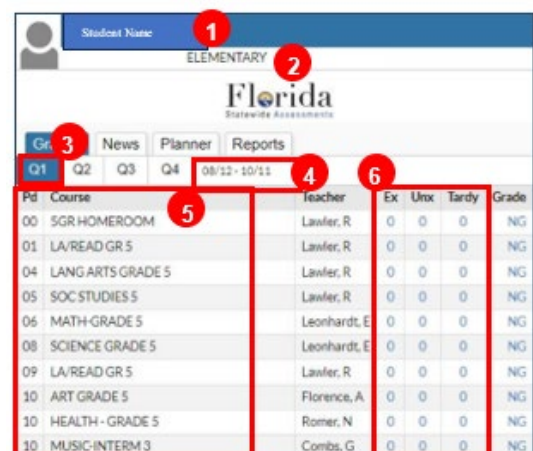 Student Name 1
ELEMENTARY 2
Florida
Statewide Assessments
3 News Planner Reports
Q1 Q2 Q3 Q4 08/12 - 10/11 4 6
Pd Course 5 Teacher Ex Unx Tardy Grade
00 SGR HOMEROOM Lawler, R 0 0 0 NG
01 LA/READ GR 5 Lawler, R 0 0 0 NG
04 LANG ARTS GRADE 5 Lawler, R 0 0 0 NG
05 SOC STUDIES 5 Lawler, R 0 0 0 NG
06 MATH-GRADE 5 Leonhardt, E 0 0 0 NG
08 SCIENCE GRADE 5 Leonhardt, E 0 0 0 NG
09 LA/READ GR 5 Lawler, R 0 0 0 NG
10 ART GRADE 5 Florence, A 0 0 0 NG
10 HEALTH - GRADE 5 Romer, N 0 0 0 NG
10 MUSIC-INTERM 3 Combs, G 0 0 0 NG